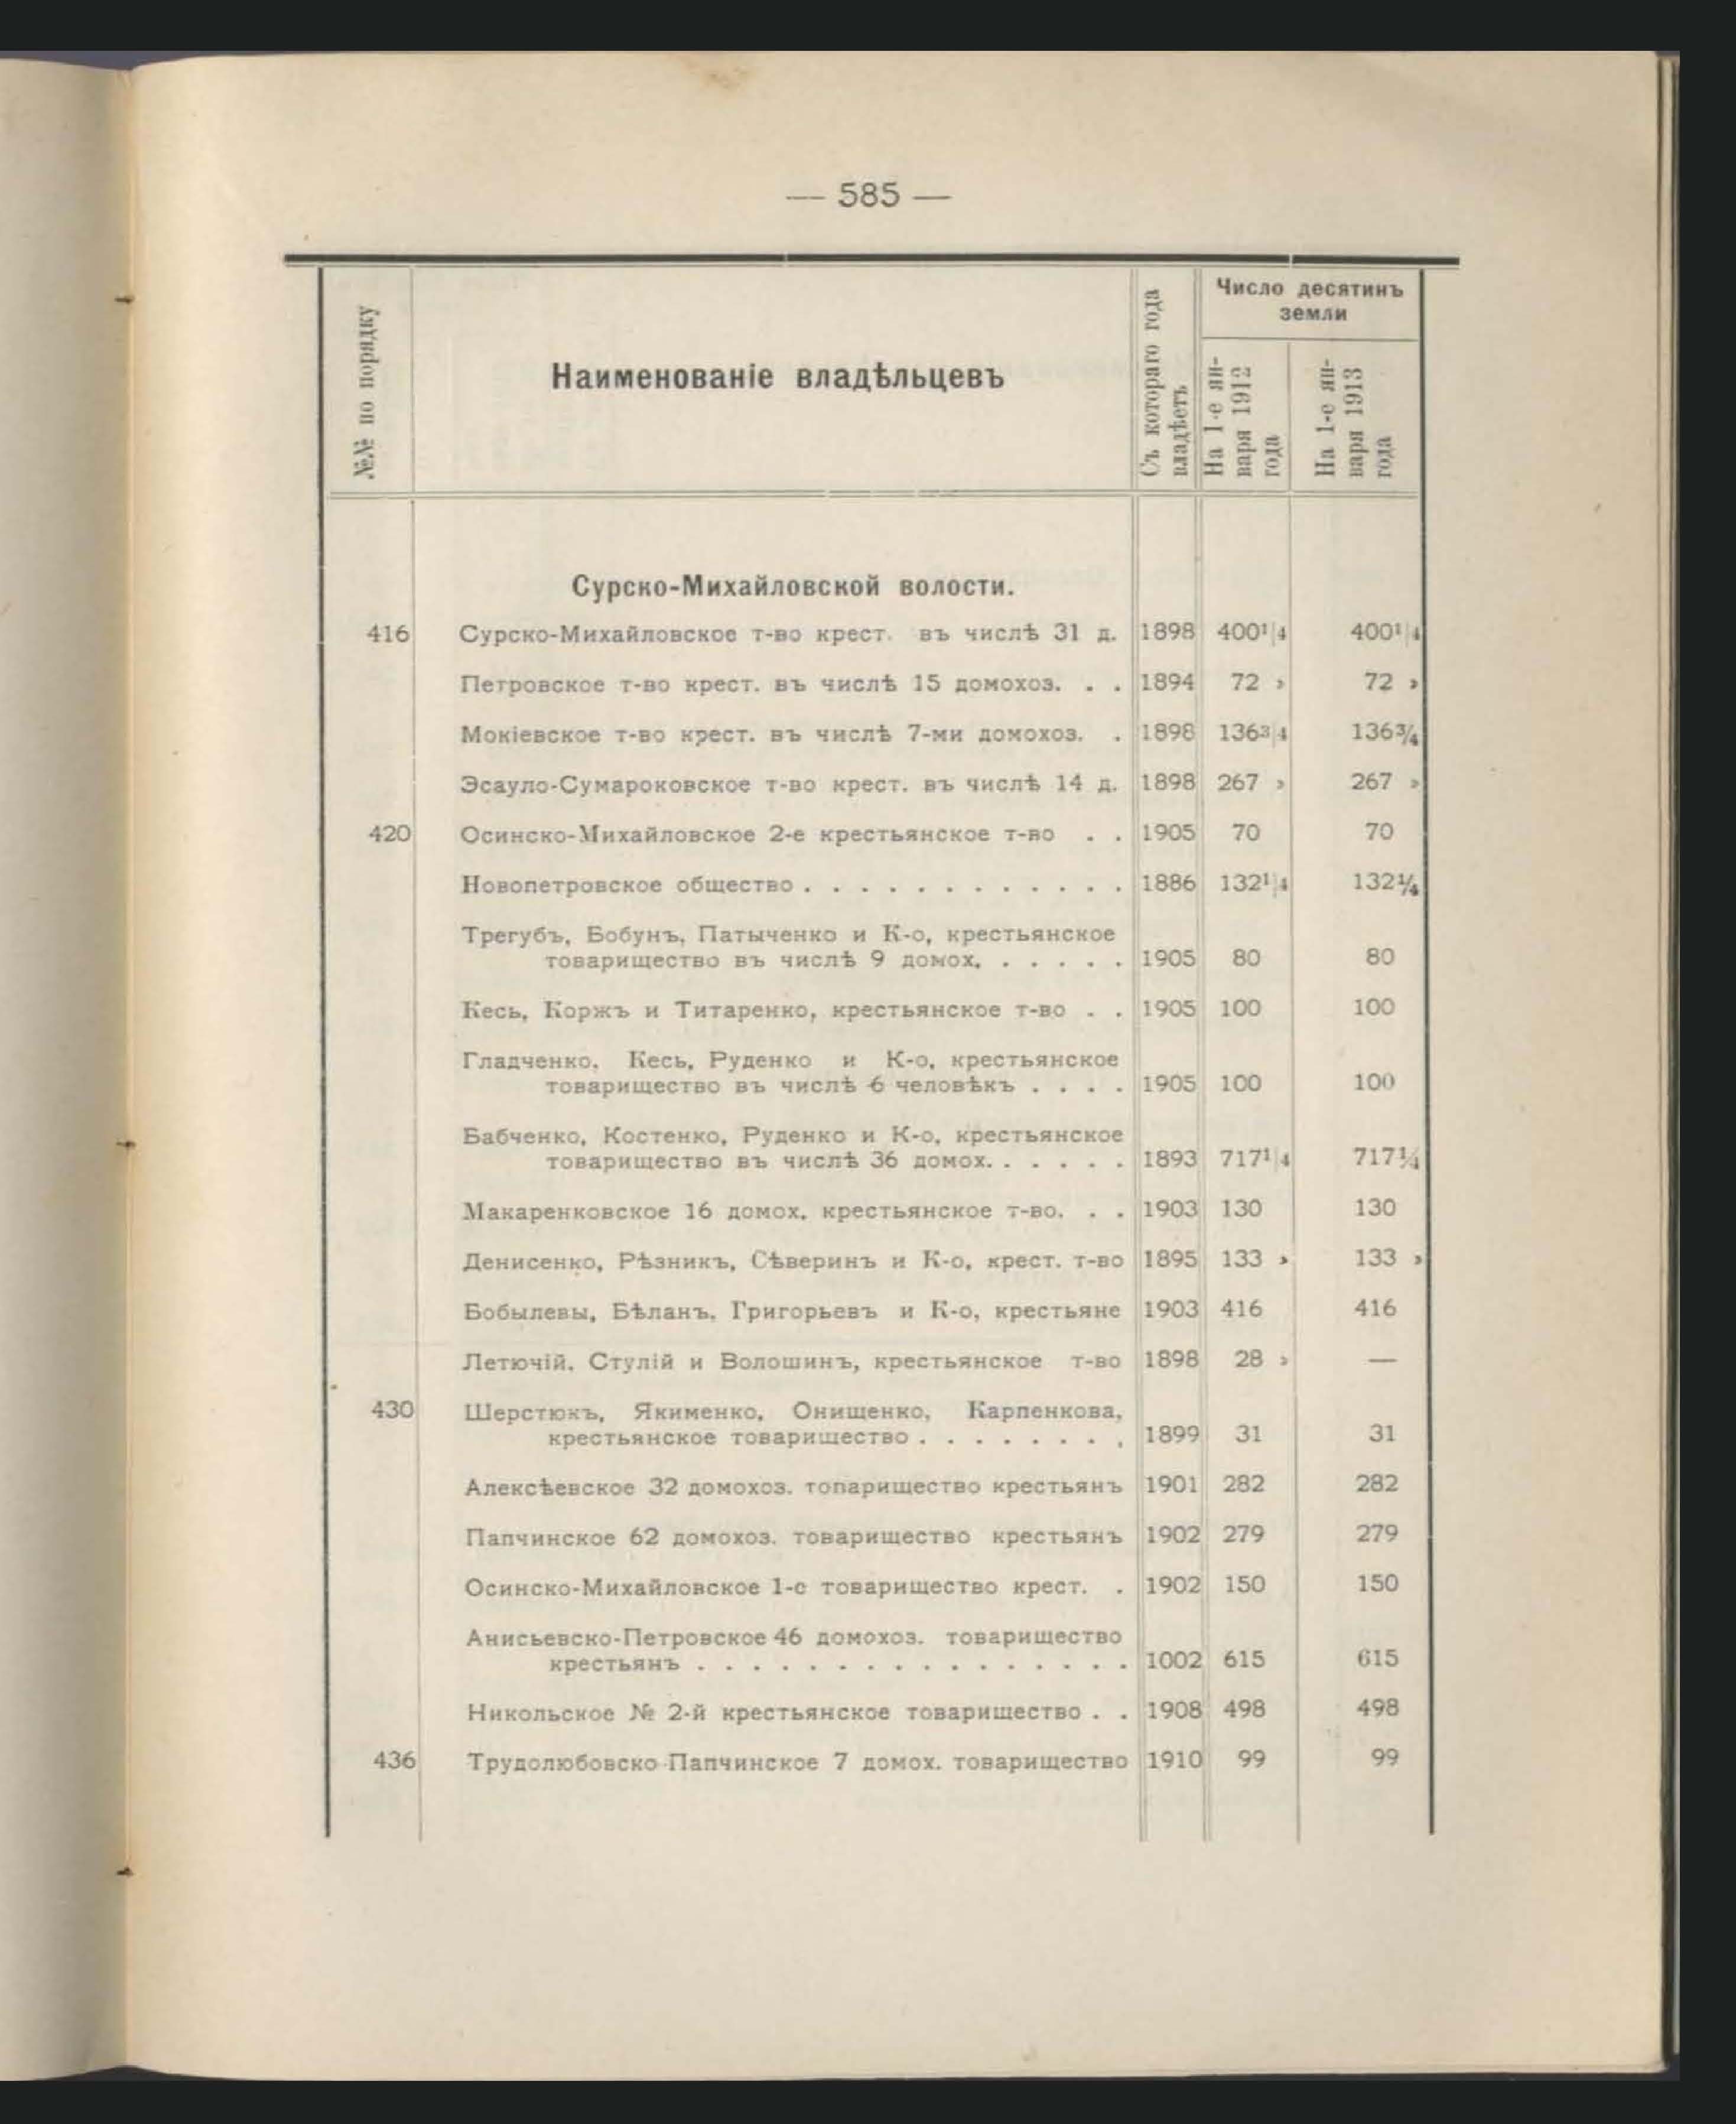 — 585 —
№№ по порядку
Наименованіе владѣльцевъ
Съ котораго года
владѣетъ
Число десятинъ
земли
На 1-е ян-
варя 1912
года
На 1-е ян-
варя 1913
года
Сурско-Михайловской волости.
416 Сурско-Михайловское т-во крест. въ числѣ 31 д. 1898 400¹|4 400¹|4
Петровское т-во крест. въ числѣ 15 домохоз. . . 1894 72 » 72 »
Мокіевское т-во крест. въ числѣ 7-ми домохоз. . 1898 136³|4 136¾
Эсауло-Сумароковское т-во крест. въ числѣ 14 д. 1898 267 » 267 »
420 Осинско-Михайловское 2-е крестьянское т-во . . 1905 70 70
Новопетровское общество . . . . . . . . . . . . 1886 132¹|4 132¼
Трегубъ, Бобунъ, Патыченко и К-о, крестьянское
товарищество въ числѣ 9 домох. . . . . . 1905 80 80
Кесь, Коржъ и Титаренко, крестьянское т-во . . 1905 100 100
Гладченко, Кесь, Руденко и К-о, крестьянское
товарищество въ числѣ 6 человѣкъ . . . . 1905 100 100
Бабченко, Костенко, Руденко и К-о, крестьянское
товарищество въ числѣ 36 домох. . . . . . 1893 717¹|4 717¼
Макаренковское 16 домох. крестьянское т-во. . . 1903 130 130
Денисенко, Рѣзникъ, Сѣверинъ и К-о, крест. т-во 1895 133 » 133 »
Бобылевы, Бѣланъ, Григорьевъ и К-о, крестьяне 1903 416 416
Летючій, Стулій и Волошинъ, крестьянское т-во 1898 28 » —
430 Шерстюкъ, Якименко, Онищенко, Карпенкова,
крестьянское товарищество . . . . . . . . 1899 31 31
Алексѣевское 32 домохоз. топарищество крестьянъ 1901 282 282
Папчинское 62 домохоз. товарищество крестьянъ 1902 279 279
Осинско-Михайловское 1-с товарищество крест. . 1902 150 150
Анисьевско-Петровское 46 домохоз. товарищество
крестьянъ . . . . . . . . . . . . . . . . 1002 615 615
Никольское № 2-й крестьянское товарищество . . 1908 498 498
436 Трудолюбовско-Папчинское 7 домох. товарищество 1910 99 99